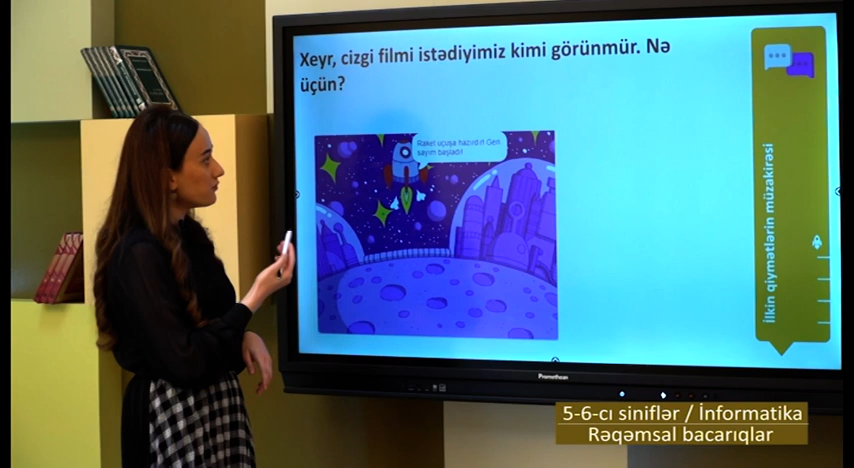 Xeyr, cizgi filmi istədiyimiz kimi görünmür. Nə
üçün?
Raket uçuşa hazırdır! Geri
sayım başladı!
İlkin qiymətlərin müzakirəsi
Promethean
5-6-cı siniflər / İnformatika
Rəqəmsal bacarıqlar